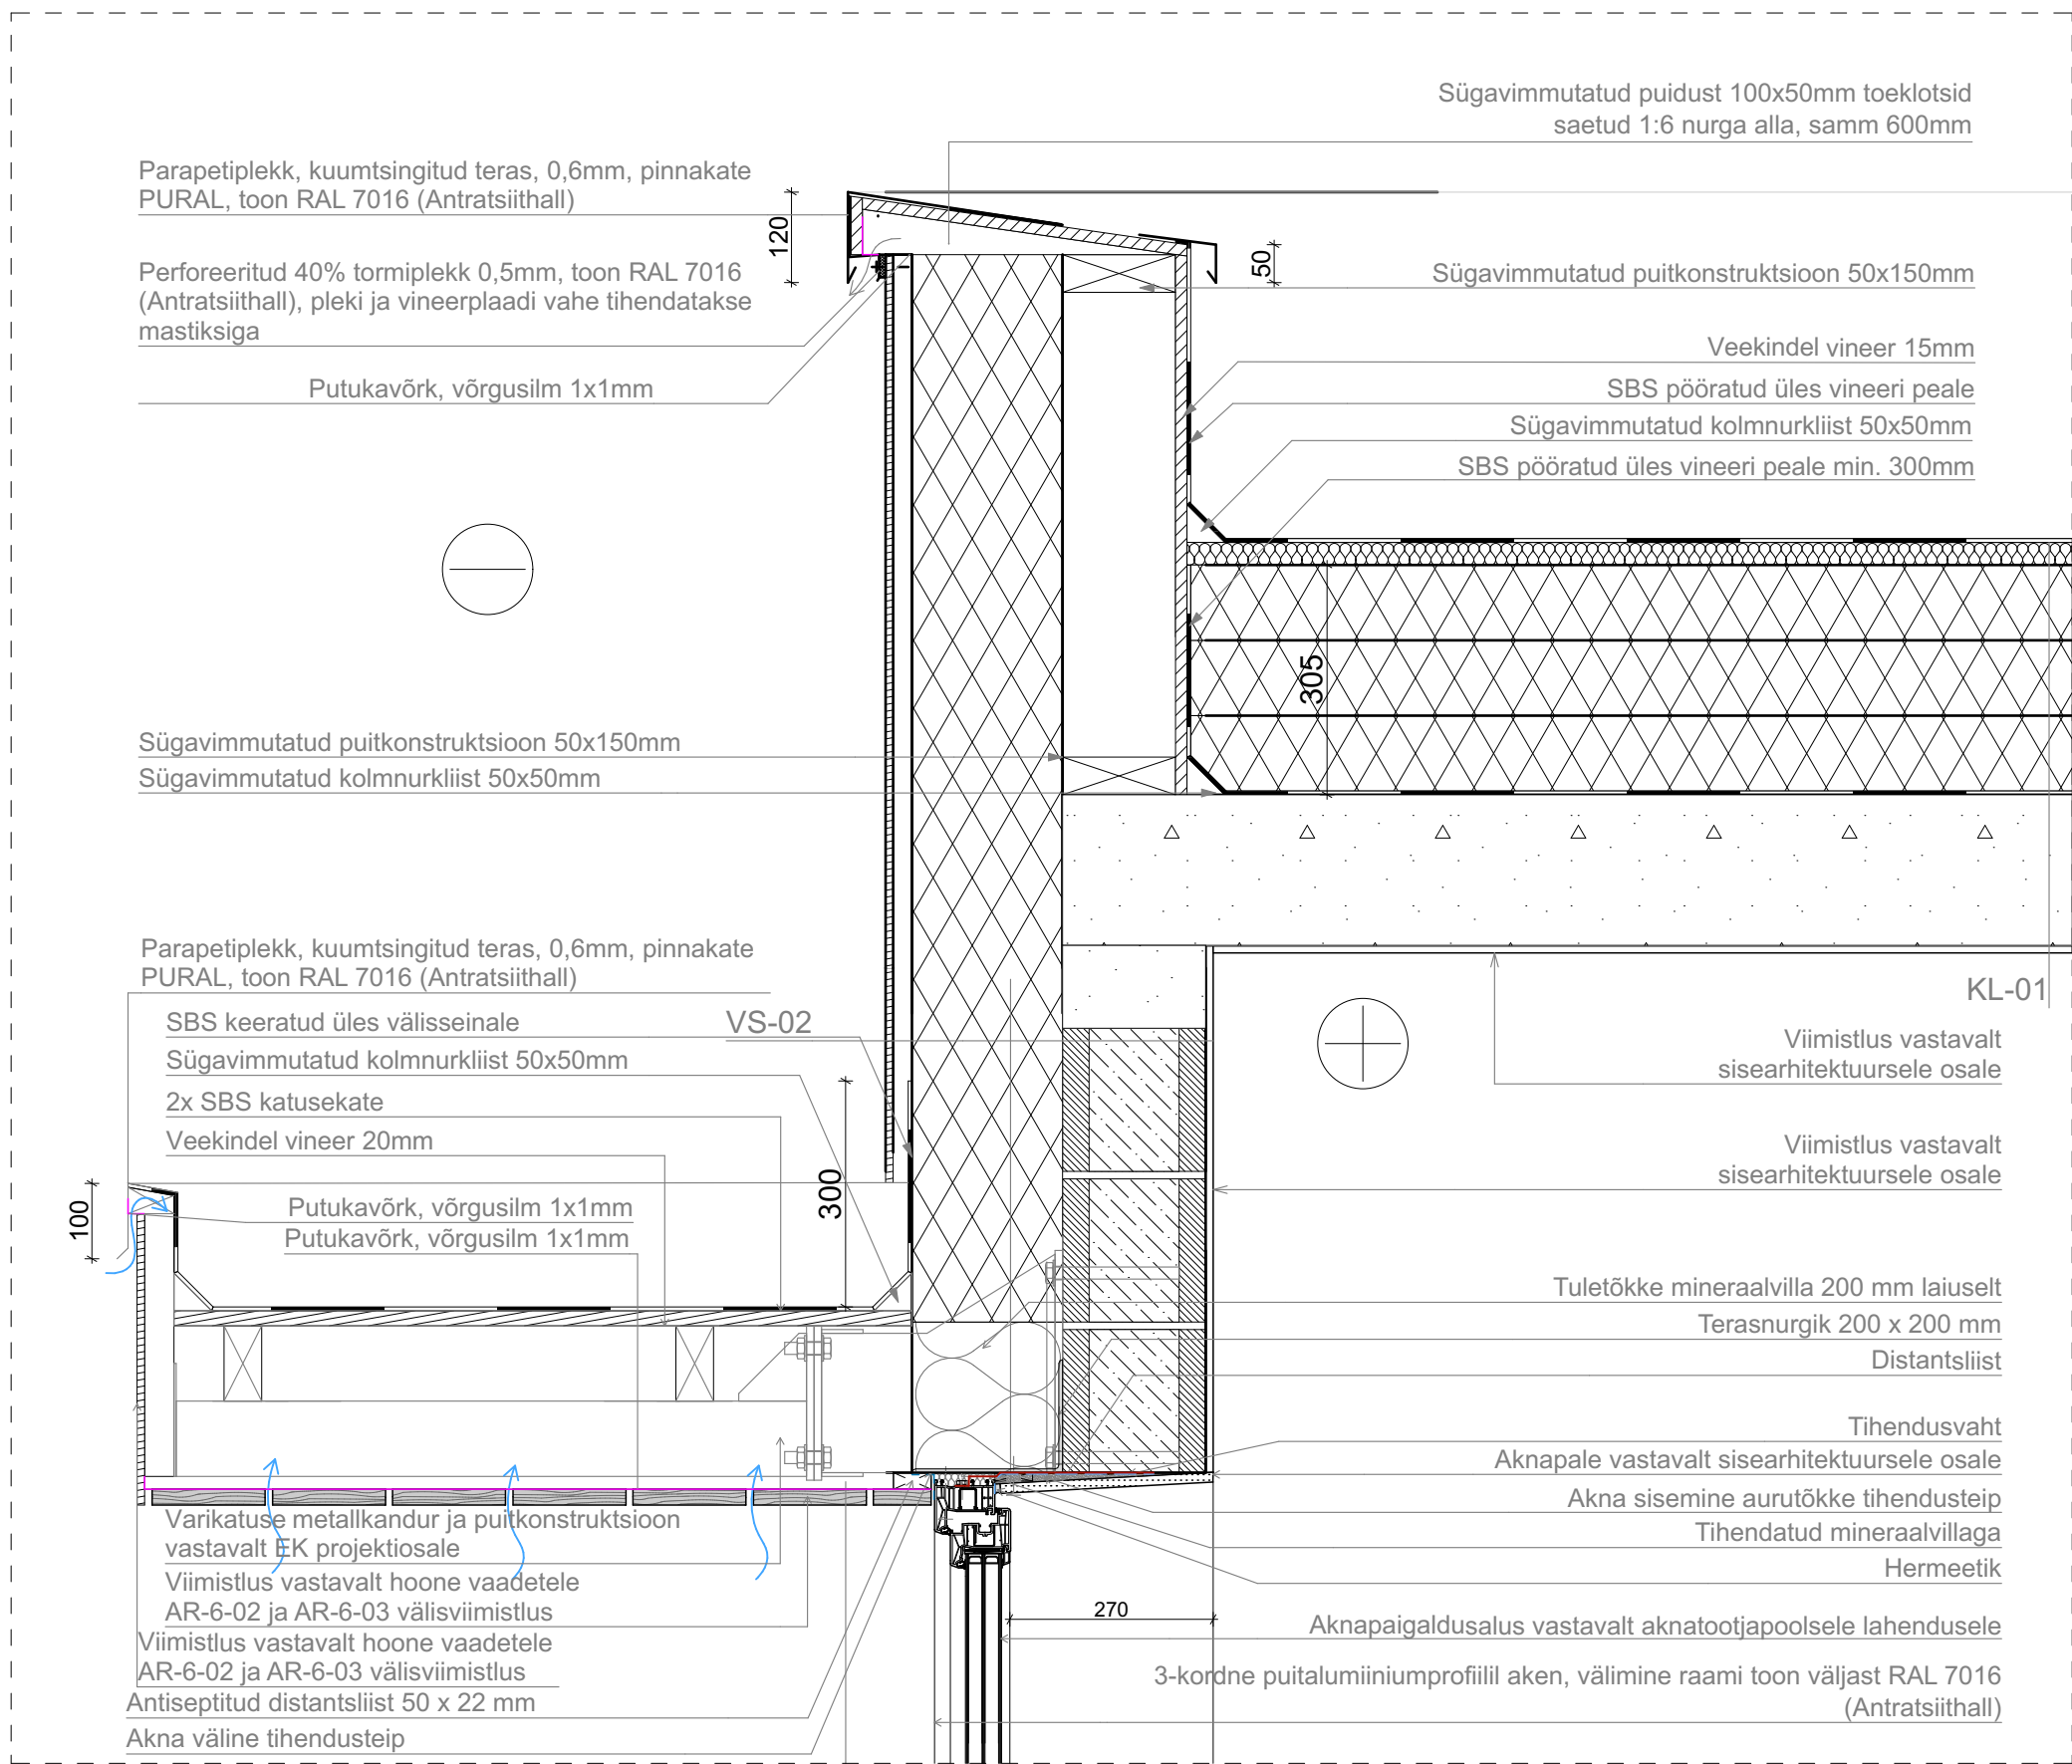 Sügavimmutatud puidust 100x50mm toeklotsid
saetud 1:6 nurga alla, samm 600mm
Parapetiplekk, kuumtsingitud teras, 0,6mm, pinnakate
PURAL, toon RAL 7016 (Antratsiithall)
120
50
Perforeeritud 40% tormiplekk 0,5mm, toon RAL 7016
(Antratsiithall), pleki ja vineerplaadi vahe tihendatakse
mastiksiga
Putukavõrk, võrgusilm 1x1mm
Sügavimmutatud puitkonstruktsioon 50x150mm
Veekindel vineer 15mm
SBS pööratud üles vineeri peale
Sügavimmutatud kolmnurkliist 50x50mm
SBS pööratud üles vineeri peale min. 300mm
305
Sügavimmutatud puitkonstruktsioon 50x150mm
Sügavimmutatud kolmnurkliist 50x50mm
Parapetiplekk, kuumtsingitud teras, 0,6mm, pinnakate
PURAL, toon RAL 7016 (Antratsiithall)
SBS keeratud üles välisseinale
VS-02
Sügavimmutatud kolmnurkliist 50x50mm
2x SBS katusekate
Veekindel vineer 20mm
100
300
Putukavõrk, võrgusilm 1x1mm
Putukavõrk, võrgusilm 1x1mm
KL-01
Viimistlus vastavalt
sisearhitektuursele osale
Viimistlus vastavalt
sisearhitektuursele osale
Tuletõkke mineraalvilla 200 mm laiuselt
Terasnurgik 200 x 200 mm
Distantsliist
Tihendusvaht
Aknapale vastavalt sisearhitektuursele osale
Akna sisemine aurutõkke tihendusteip
Tihendatud mineraalvillaga
Hermeetik
270
Aknapaigaldusalus vastavalt aknatootjapoolsele lahendusele
3-kordne puitalumiiniumprofiilil aken, välimine raami toon väljast RAL 7016
(Antratsiithall)
Varikatuse metallkandur ja puitkonstruktsioon
vastavalt EK projektiosale
Viimistlus vastavalt hoone vaadetele
AR-6-02 ja AR-6-03 välisviimistlus
Viimistlus vastavalt hoone vaadetele
AR-6-02 ja AR-6-03 välisviimistlus
Antiseptitud distantsliist 50 x 22 mm
Akna väline tihendusteip